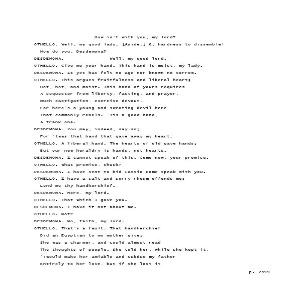 How is't with you, my lord?
OTHELLO. Well, my good lady. [Aside.] O, hardness to dissemble!
How do you, Desdemona?
DESDEMONA. Well, my good lord.
OTHELLO. Give me your hand. This hand is moist, my lady.
DESDEMONA. It yet has felt no age nor known no sorrow.
OTHELLO. This argues fruitfulness and liberal heart;
Hot, hot, and moist. This hand of yours requires
A sequester from liberty, fasting, and prayer,
Much castigation, exercise devout,
For here's a young and sweating devil here
That commonly rebels. 'Tis a good hand,
A frank one.
DESDEMONA. You may, indeed, say so;
For 'twas that hand that gave away my heart.
OTHELLO. A liberal hand. The hearts of old gave hands;
But our new heraldry is hands, not hearts.
DESDEMONA. I cannot speak of this. Come now, your promise.
OTHELLO. What promise, chuck?
DESDEMONA. I have sent to bid Cassio come speak with you.
OTHELLO. I have a salt and sorry rheum offends me;
Lend me thy handkerchief.
DESDEMONA. Here, my lord.
OTHELLO. That which I gave you.
DESDEMONA. I have it not about me.
OTHELLO. Not?
DESDEMONA. No, faith, my lord.
OTHELLO. That's a fault. That handkerchief
Did an Egyptian to my mother give;
She was a charmer, and could almost read
The thoughts of people. She told her, while she kept it,
'Twould make her amiable and subdue my father
Entirely to her love, but if she lost it